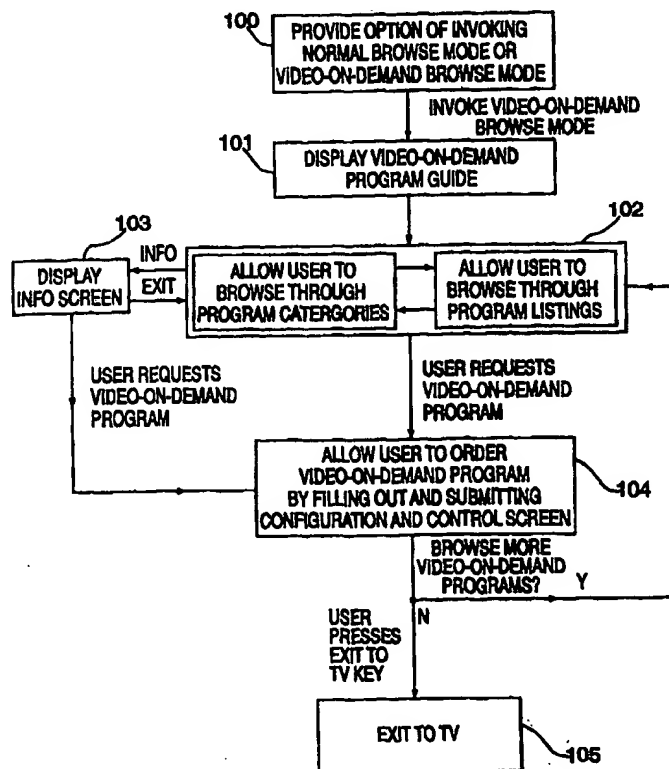 100
PROVIDE OPTION OF INVOKING
NORMAL BROWSE MODE OR
VIDEO-ON-DEMAND BROWSE MODE
INVOKE VIDEO-ON-DEMAND
BROWSE MODE
101
DISPLAY VIDEO-ON-DEMAND
PROGRAM GUIDE
102
103
DISPLAY
INFO SCREEN
INFO
EXIT
ALLOW USER TO
BROWSE THROUGH
PROGRAM CATERGORIES
ALLOW USER TO
BROWSE THROUGH
PROGRAM LISTINGS
USER REQUESTS
VIDEO-ON-DEMAND
PROGRAM
USER REQUESTS
VIDEO-ON-DEMAND
PROGRAM
ALLOW USER TO ORDER
VIDEO-ON-DEMAND PROGRAM
BY FILLING OUT AND SUBMITTING
CONFIGURATION AND CONTROL SCREEN
104
BROWSE MORE
VIDEO-ON-DEMAND
PROGRAMS?
Y
N
USER
PRESSES
EXIT TO
TV KEY
EXIT TO TV
105